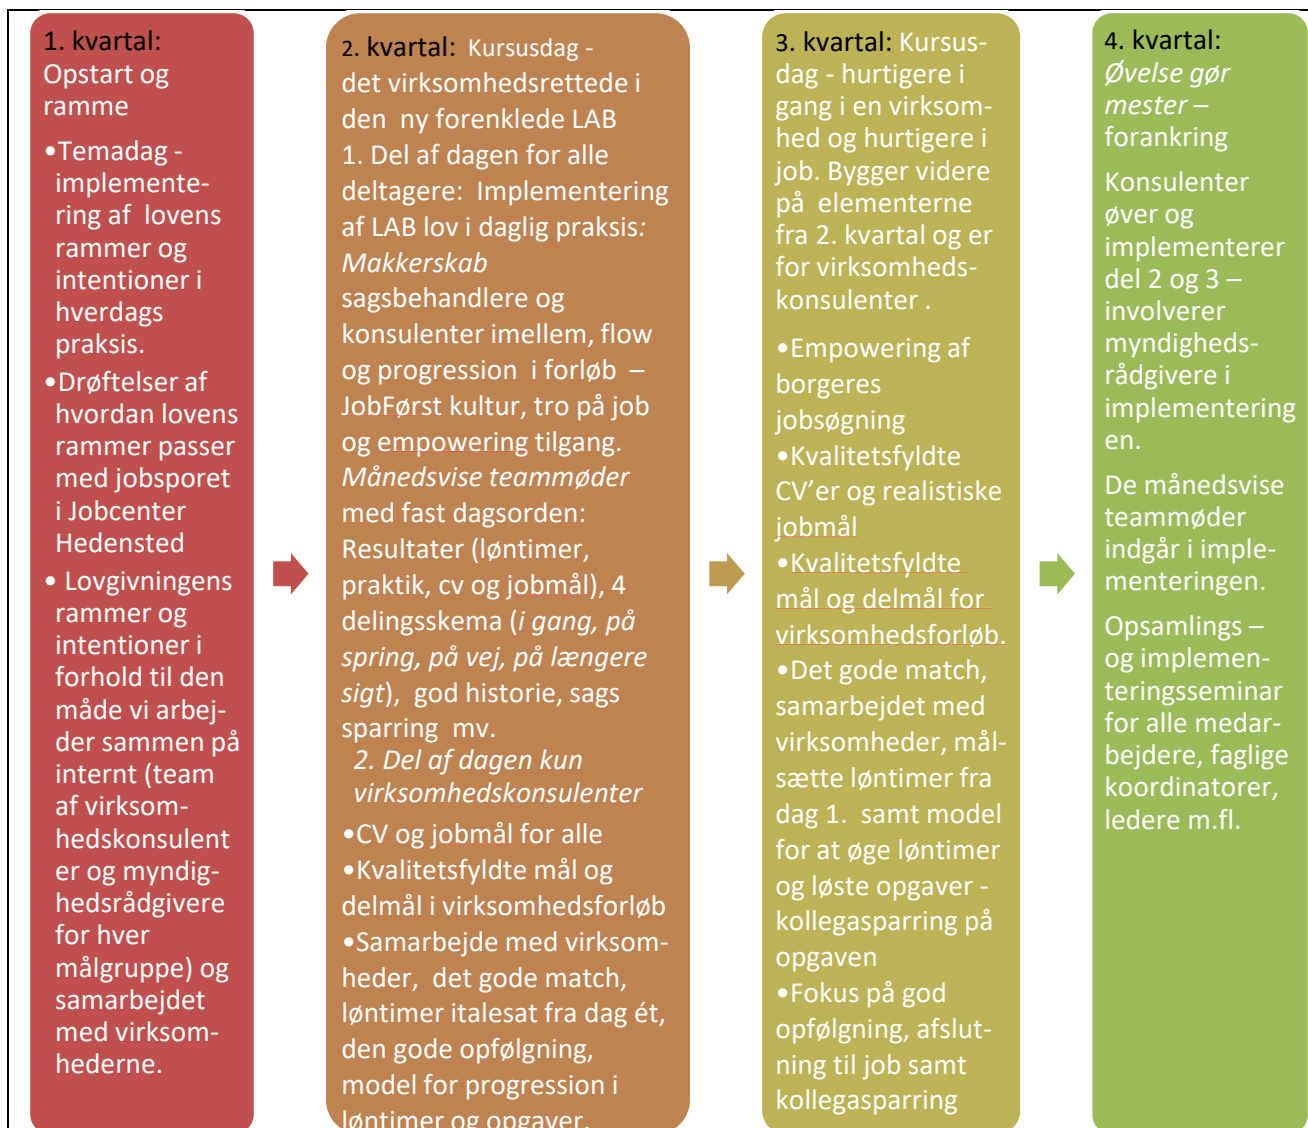 1. kvartal:
Opstart og
ramme
•Temadag -
implemente-
ring af lovens
rammer og
intentioner i
hverdags
praksis.
•Drøftelser af
hvordan lovens
rammer passer
med jobsporet
i Jobcenter
Hedensted
• Lovgivningens
rammer og
intentioner i
forhold til den
måde vi arbej-
der sammen på
internt (team
af virksom-
hedskonsulent
er og myndig-
hedsrådgivere
for hver
målgruppe) og
samarbejdet
med virksom-
hederne.
2. kvartal: Kursusdag -
det virksomhedsrettede i
den ny forenklede LAB
1. Del af dagen for alle
deltagere: Implementering
af LAB lov i daglig praksis:
Makkerskab
sagsbehandlere og
konsulenter imellem, flow
og progression i forløb –
JobFørst kultur, tro på job
og empowering tilgang.
Månedsvise teammøder
med fast dagsorden:
Resultater (løntimer,
praktik, cv og jobmål), 4
delingsskema (i gang, på
spring, på vej, på længere
sigt), god historie, sags
sparring mv.
2. Del af dagen kun
virksomhedskonsulenter
•CV og jobmål for alle
•Kvalitetsfyldte mål og
delmål i virksomhedsforløb
•Samarbejde med virksom-
heder, det gode match,
løntimer italesat fra dag ét,
den gode opfølgning,
model for progression i
løntimer og opgaver.
3. kvartal: Kursus-
dag - hurtigere i
gang i en virksom-
hed og hurtigere i
job. Bygger videre
på elementerne
fra 2. kvartal og er
for virksomheds-
konsulenter .
•Empowering af
borgeres
jobsøgning
•Kvalitetsfyldte
CV’er og realistiske
jobmål
•Kvalitetsfyldte
mål og delmål for
virksomhedsforløb.
•Det gode match,
samarbejdet med
virksomheder, mål-
sætte løntimer fra
dag 1. samt model
for at øge løntimer
og løste opgaver -
kollegasparring på
opgaven
•Fokus på god
opfølgning, afslut-
ning til job samt
kollegasparring
4. kvartal:
Øvelse gør
mester –
forankring
Konsulenter
øver og
implementerer
del 2 og 3 –
involverer
myndigheds-
rådgivere i
implementering
en.
De månedsvise
teammøder
indgår i imple-
menteringen.
Opsamlings –
og implemen-
teringsseminar
for alle medar-
bejdere, faglige
koordinatorer,
ledere m.fl.